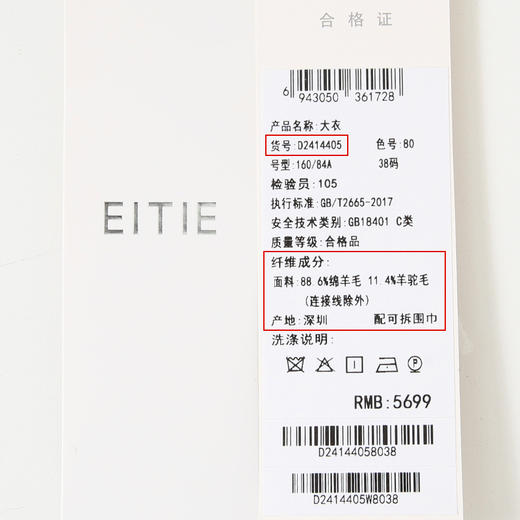 合格证
6 943050 361728
产品名称:大衣
货号:D2414405 色号:80
号型:160/84A 38码
检验员:105
执行标准:GB/T2665-2017
安全技术类别:GB18401 C类
质量等级:合格品
纤维成分:
面料:88.6%绵羊毛 11.4%羊驼毛
(连接线除外)
产地:深圳 配可拆围巾
洗涤说明:
P
RMB:5699
D24144058038
D2414405W8038
EITIE